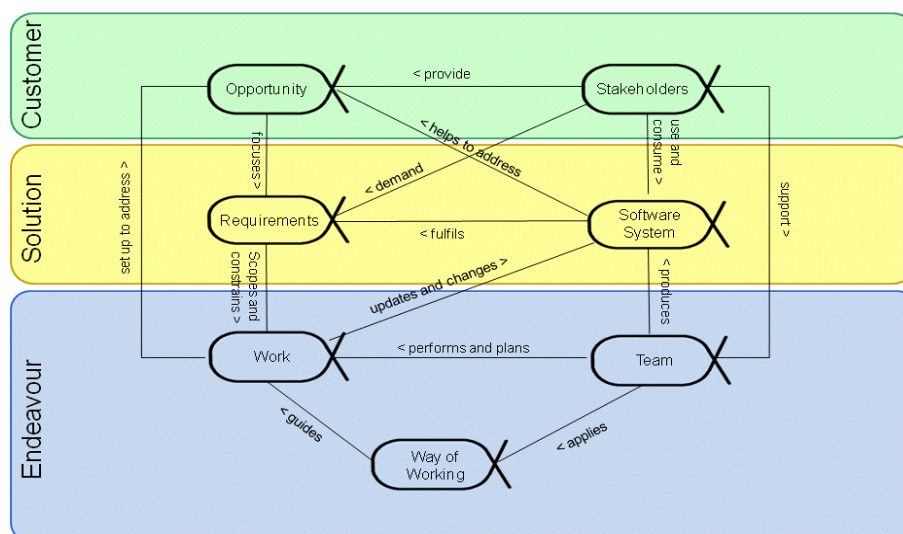 Customer
Opportunity
< provide
Stakeholders
focuses >
< helps to address
use and
consume >
< demand
set up to address >
support >
Solution
Requirements
< fulfils
Software
System
Scopes and
constrains >
updates and changes >
< produces
Endeavour
Work
< performs and plans
Team
< guides
< applies
Way of
Working